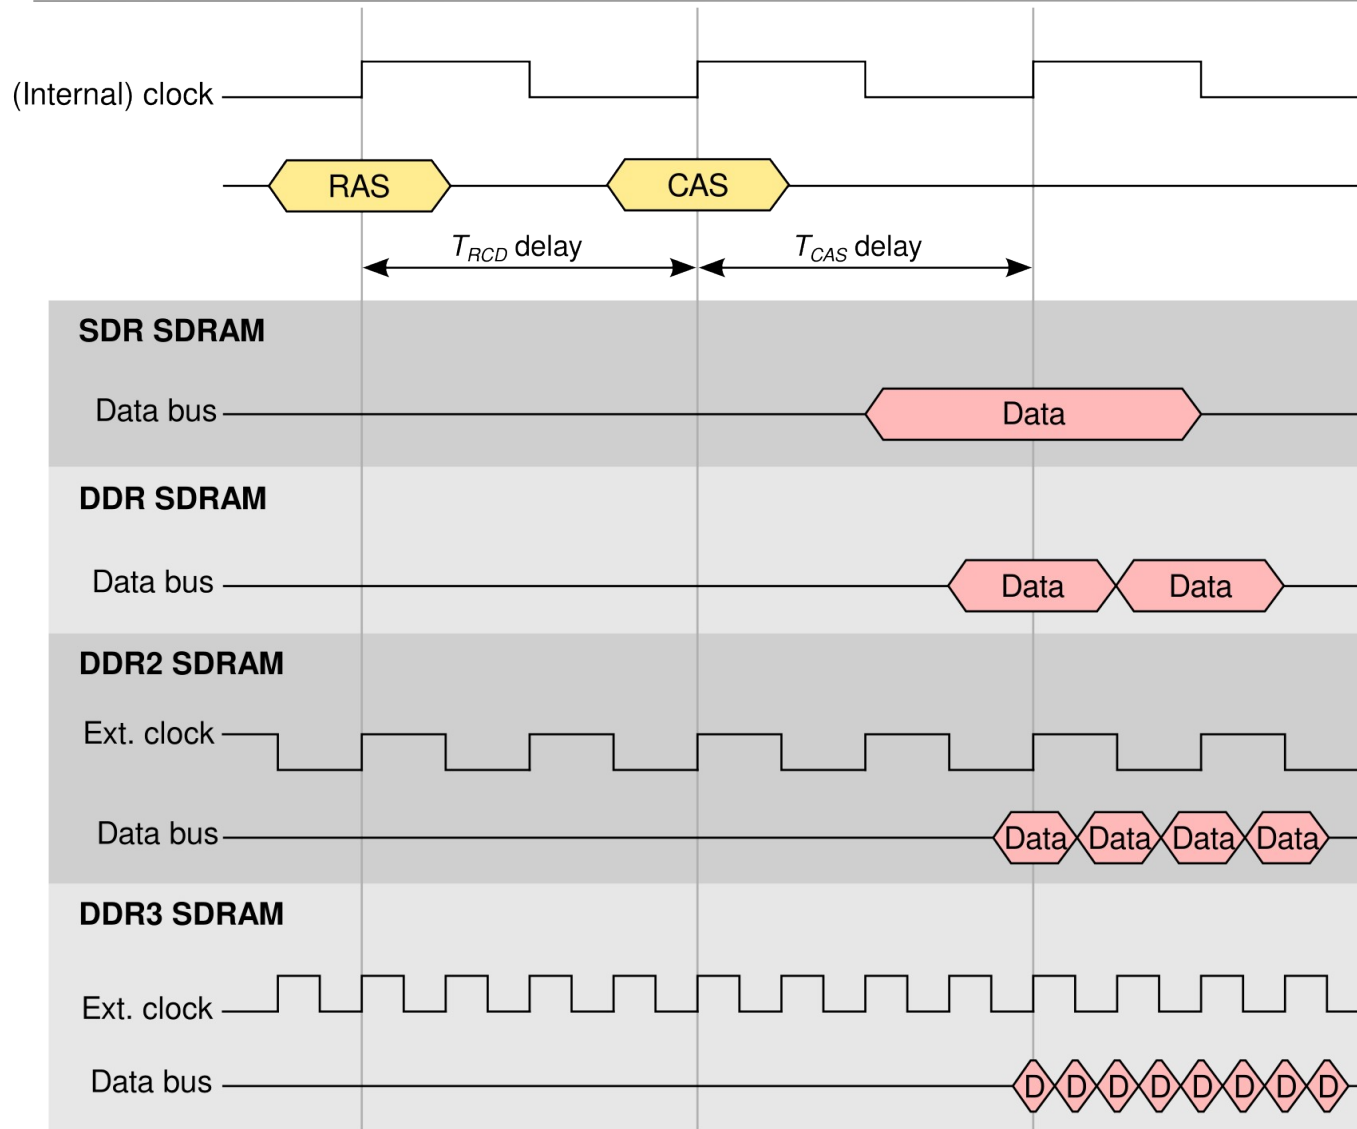 (Internal) clock
RAS CAS
TRCD delay TCAS delay
SDR SDRAM
Data bus Data
DDR SDRAM
Data bus Data Data
DDR2 SDRAM
Ext. clock
Data bus Data Data Data Data
DDR3 SDRAM
Ext. clock
Data bus D D D D D D D D